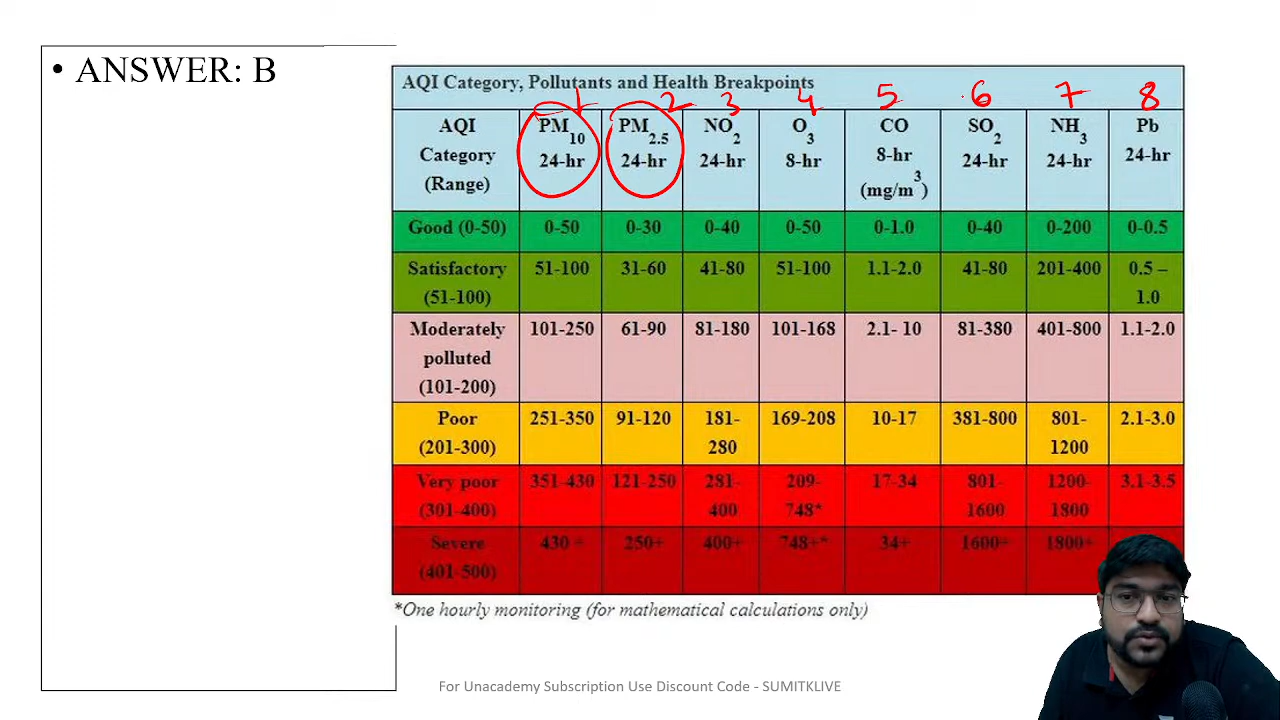 • ANSWER: B
AQI Category, Pollutants and Health Breakpoints
1 2 3 4 5 6 7 8
AQI Category (Range) PM10 24-hr PM2.5 24-hr NO2 24-hr O3 8-hr CO 8-hr (mg/m3) SO2 24-hr NH3 24-hr Pb 24-hr
Good (0-50) 0-50 0-30 0-40 0-50 0-1.0 0-40 0-200 0-0.5
Satisfactory (51-100) 51-100 31-60 41-80 51-100 1.1-2.0 41-80 201-400 0.5 – 1.0
Moderately polluted (101-200) 101-250 61-90 81-180 101-168 2.1- 10 81-380 401-800 1.1-2.0
Poor (201-300) 251-350 91-120 181-280 169-208 10-17 381-800 801-1200 2.1-3.0
Very poor (301-400) 351-430 121-250 281-400 209-748* 17-34 801-1600 1200-1800 3.1-3.5
Severe (401-500) 430 + 250+ 400+ 748+* 34+ 1600+ 1800+
*One hourly monitoring (for mathematical calculations only)
For Unacademy Subscription Use Discount Code - SUMITKLIVE